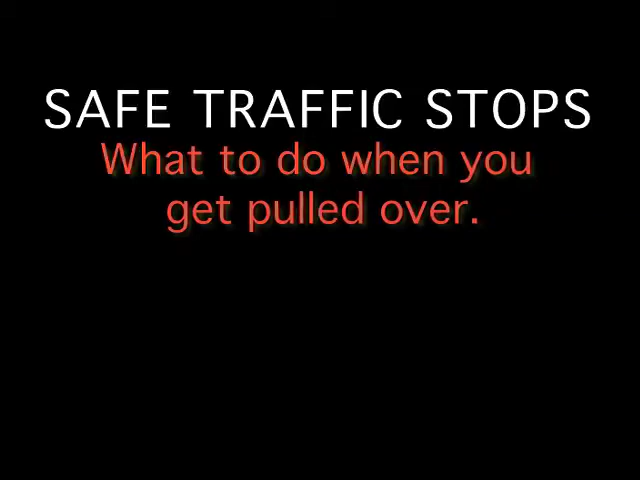 SAFE TRAFFIC STOPS
What to do when you
get pulled over.